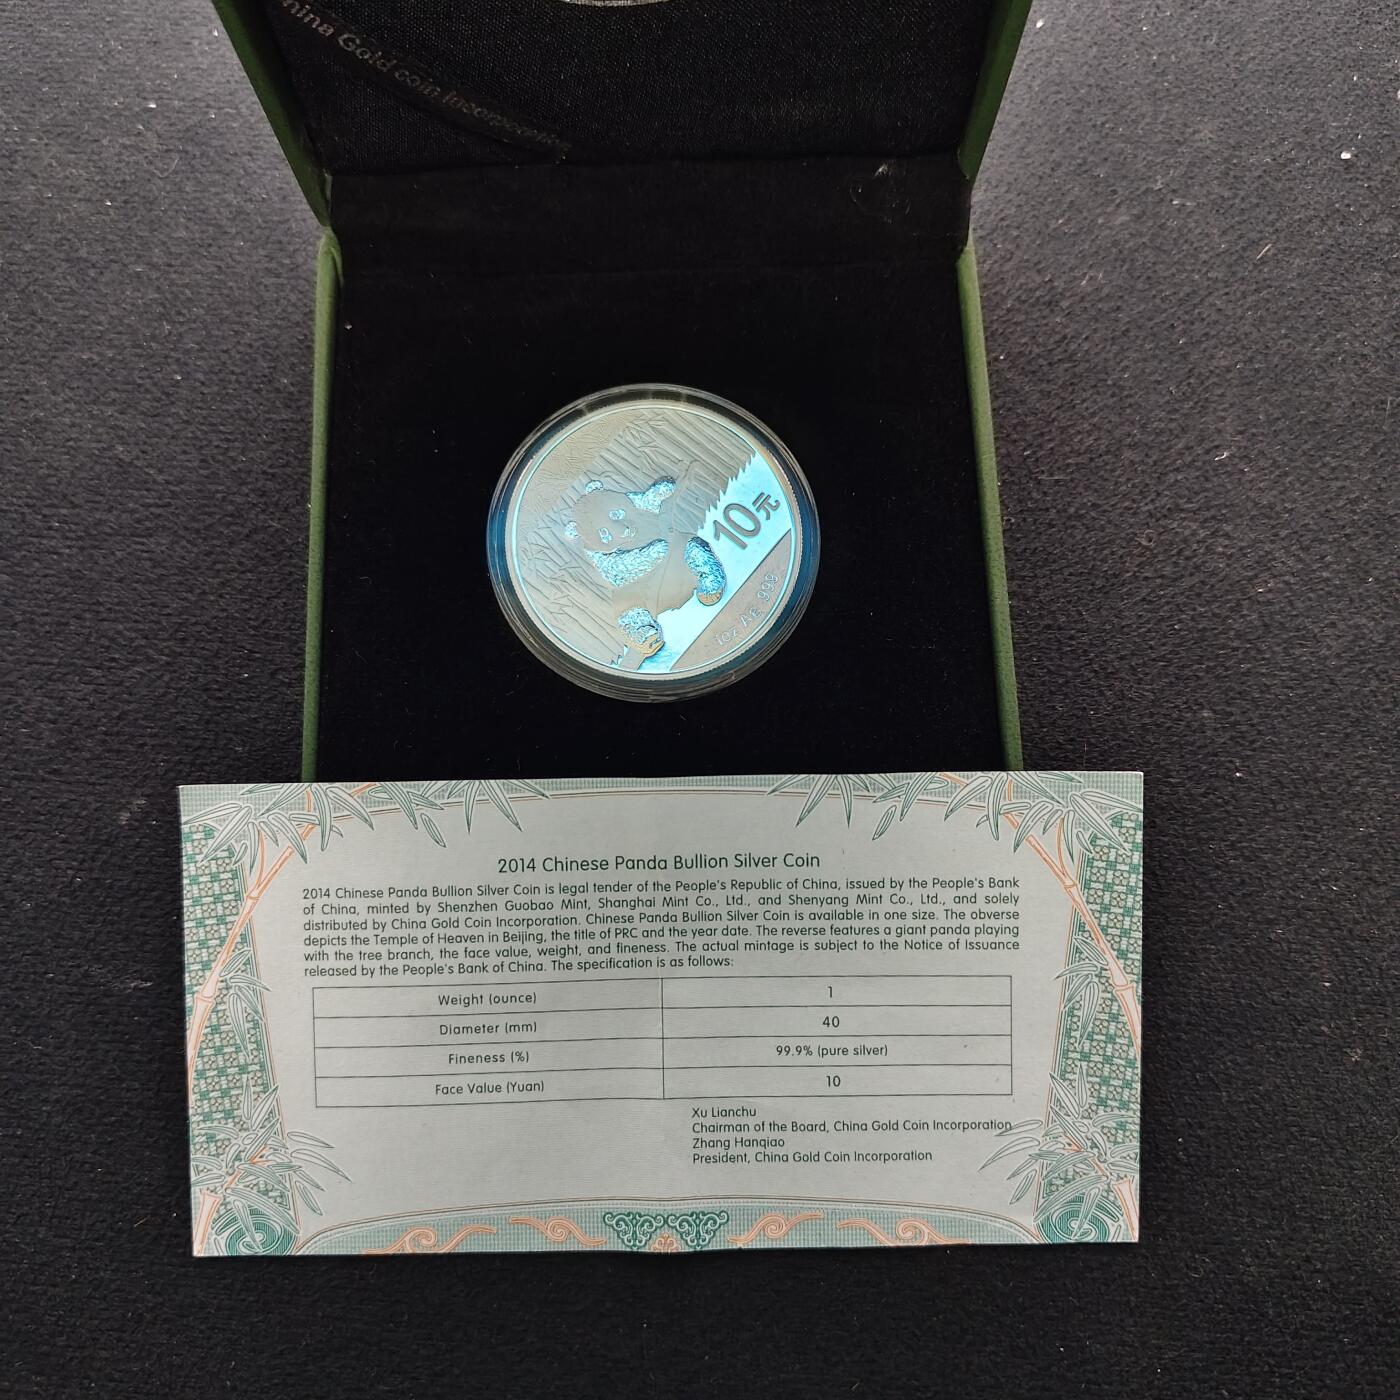 China Gold coin Incorporation
10元
1oz Ag .999
2014 Chinese Panda Bullion Silver Coin
2014 Chinese Panda Bullion Silver Coin is legal tender of the People's Republic of China, issued by the People's Bank
of China, minted by Shenzhen Guobao Mint, Shanghai Mint Co., Ltd., and Shenyang Mint Co., Ltd., and solely
distributed by China Gold Coin Incorporation. Chinese Panda Bullion Silver Coin is available in one size. The obverse
depicts the Temple of Heaven in Beijing, the title of PRC and the year date. The reverse features a giant panda playing
with the tree branch, the face value, weight, and fineness. The actual mintage is subject to the Notice of Issuance
released by the People's Bank of China. The specification is as follows:
Weight (ounce) 1
Diameter (mm) 40
Fineness (%) 99.9% (pure silver)
Face Value (Yuan) 10
Xu Lianchu
Chairman of the Board, China Gold Coin Incorporation
Zhang Hanqiao
President, China Gold Coin Incorporation